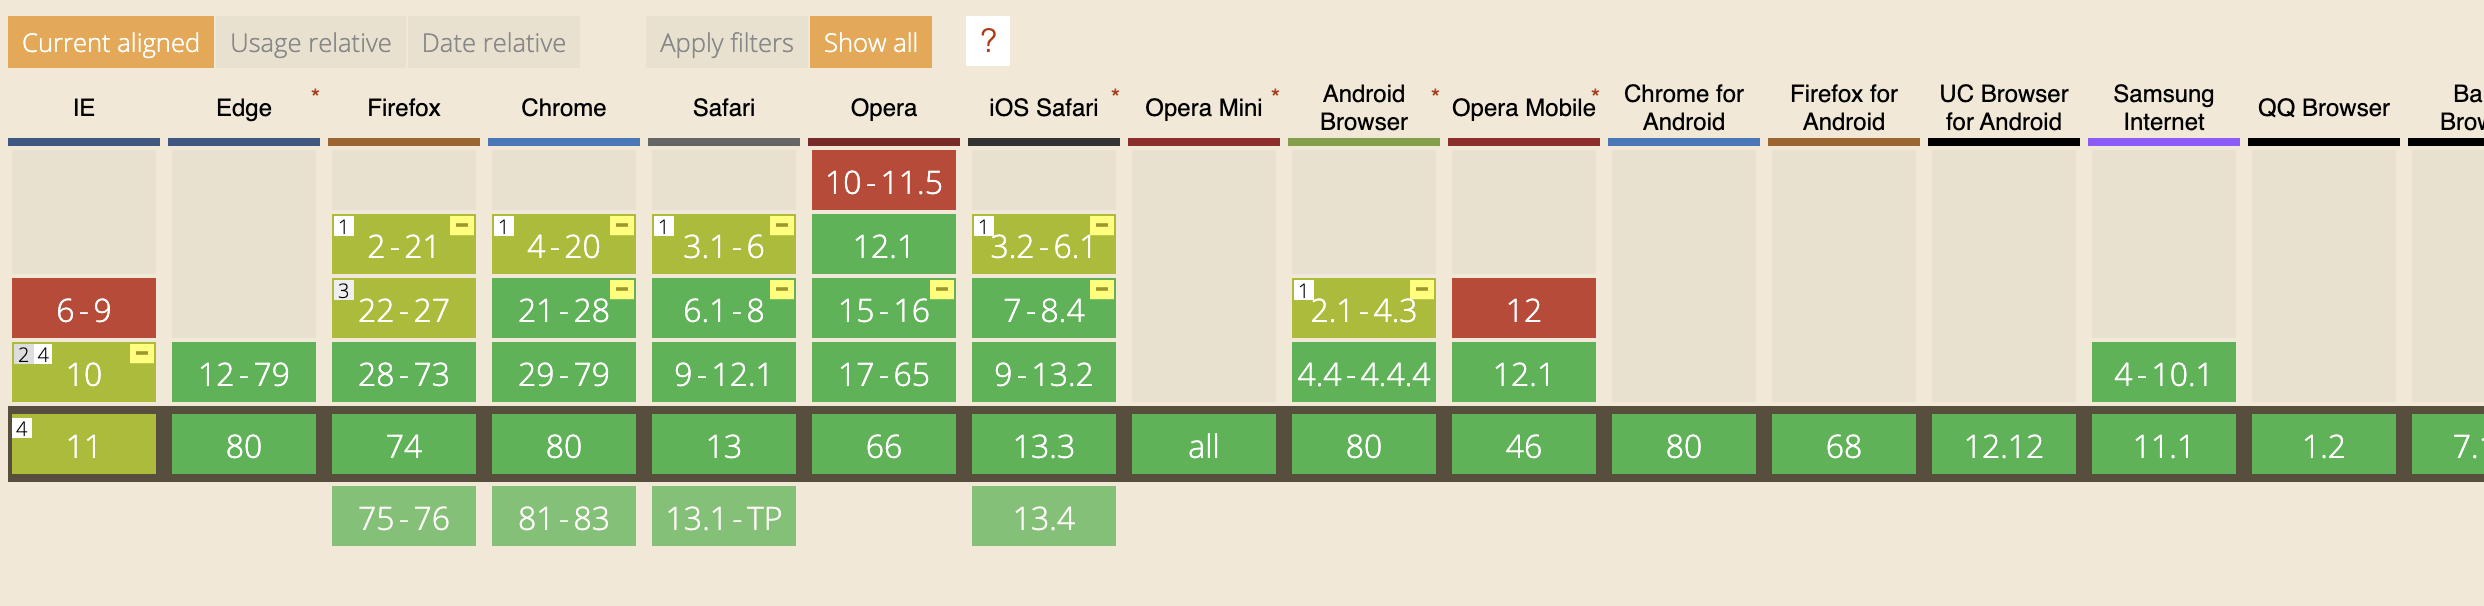 Current aligned Usage relative Date relative Apply filters Show all ?
IE Edge * Firefox Chrome Safari Opera iOS Safari * Opera Mini * Android Browser * Opera Mobile * Chrome for Android Firefox for Android UC Browser for Android Samsung Internet QQ Browser
10-11.5
1 2-21 1 4-20 1 3.1-6 12.1 1 3.2-6.1
6-9 3 22-27 21-28 6.1-8 15-16 7-8.4 1 2.1-4.3 12
2 4 10 12-79 28-73 29-79 9-12.1 17-65 9-13.2 4.4-4.4.4 12.1 4-10.1
4 11 80 74 80 13 66 13.3 all 80 46 80 68 12.12 11.1 1.2
75-76 81-83 13.1-TP 13.4